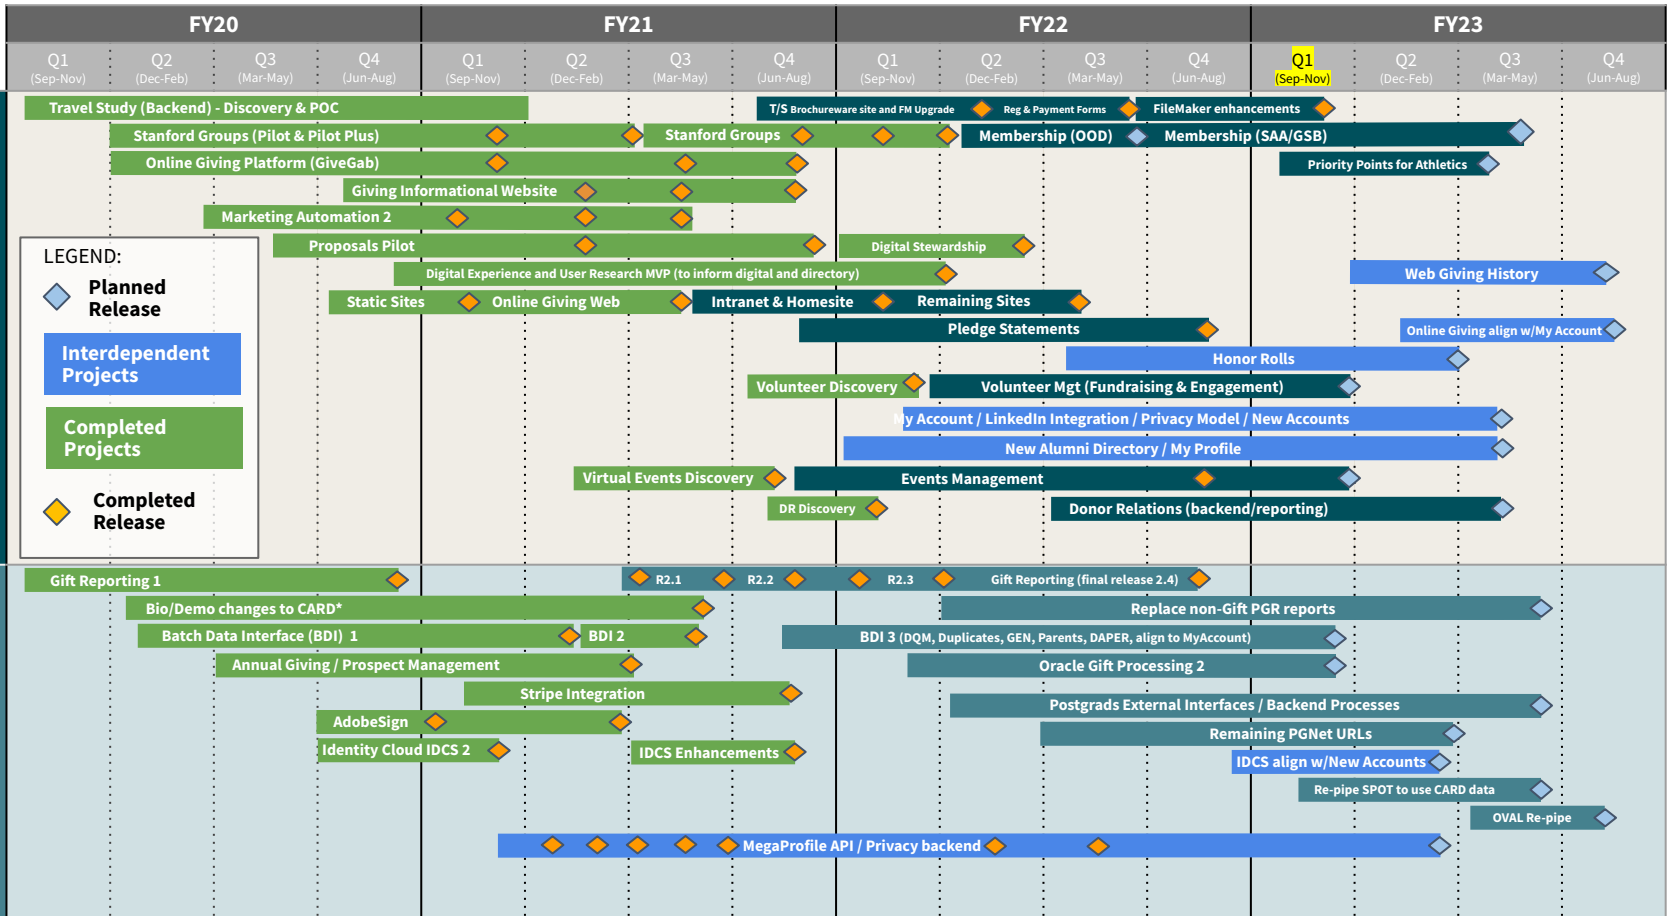 FY20 FY21 FY22 FY23
Q1 Q2 Q3 Q4 Q1 Q2 Q3 Q4 Q1 Q2 Q3 Q4 Q1 Q2 Q3 Q4
(Sep-Nov) (Dec-Feb) (Mar-May) (Jun-Aug) (Sep-Nov) (Dec-Feb) (Mar-May) (Jun-Aug) (Sep-Nov) (Dec-Feb) (Mar-May) (Jun-Aug) (Sep-Nov) (Dec-Feb) (Mar-May) (Jun-Aug)
Travel Study (Backend) - Discovery & POC T/S Brochureware site and FM Upgrade Reg & Payment Forms FileMaker enhancements
Stanford Groups (Pilot & Pilot Plus) Stanford Groups Membership (OOD) Membership (SAA/GSB)
Online Giving Platform (GiveGab) Priority Points for Athletics
Giving Informational Website
Marketing Automation 2
Proposals Pilot Digital Stewardship
Digital Experience and User Research MVP (to inform digital and directory) Web Giving History
Static Sites Online Giving Web Intranet & Homesite Remaining Sites
Pledge Statements Online Giving align w/My Account
Honor Rolls
Volunteer Discovery Volunteer Mgt (Fundraising & Engagement)
My Account / LinkedIn Integration / Privacy Model / New Accounts
New Alumni Directory / My Profile
Virtual Events Discovery Events Management
DR Discovery Donor Relations (backend/reporting)
LEGEND:
Planned
Release
Interdependent
Projects
Completed
Projects
Completed
Release
Gift Reporting 1 R2.1 R2.2 R2.3 Gift Reporting (final release 2.4)
Bio/Demo changes to CARD* Replace non-Gift PGR reports
Batch Data Interface (BDI) 1 BDI 2 BDI 3 (DQM, Duplicates, GEN, Parents, DAPER, align to MyAccount)
Annual Giving / Prospect Management Oracle Gift Processing 2
Stripe Integration
Postgrads External Interfaces / Backend Processes
AdobeSign
Remaining PGNet URLs
Identity Cloud IDCS 2 IDCS Enhancements
IDCS align w/New Accounts
Re-pipe SPOT to use CARD data
OVAL Re-pipe
MegaProfile API / Privacy backend